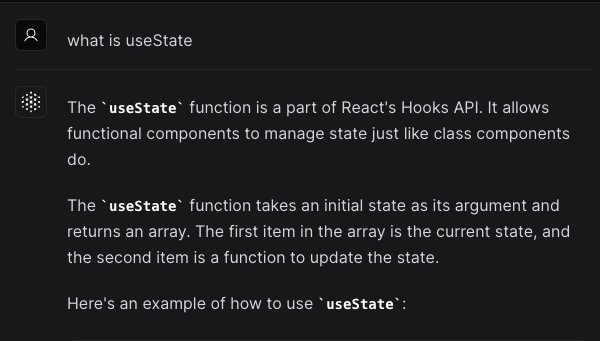 what is useState
The `useState` function is a part of React's Hooks API. It allows
functional components to manage state just like class components
do.
The `useState` function takes an initial state as its argument and
returns an array. The first item in the array is the current state, and
the second item is a function to update the state.
Here's an example of how to use `useState`: